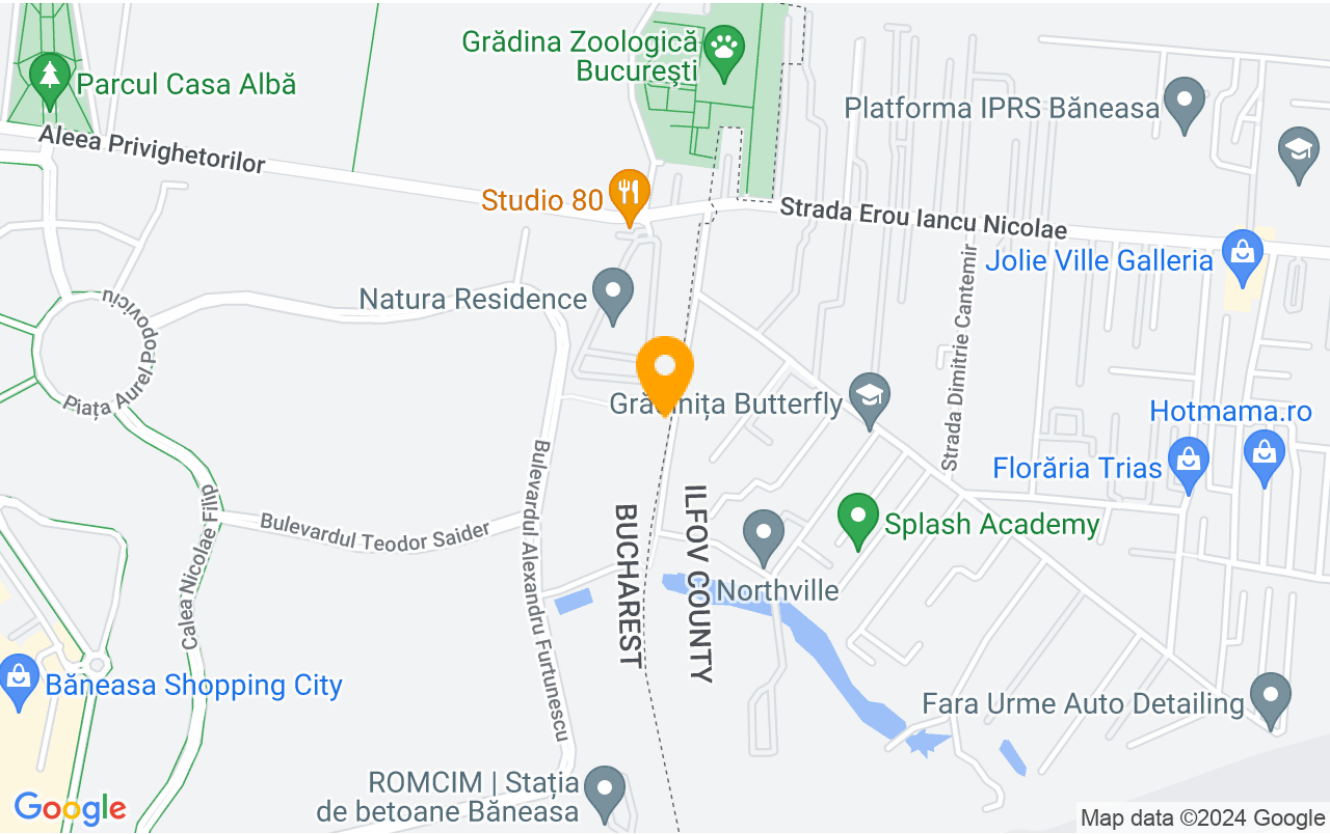 Grădina Zoologică
București
Parcul Casa Albă
Platforma IPRS Băneasa
Aleea Privighetorilor
Studio 80
Strada Erou Iancu Nicolae
Jolie Ville Galleria
Natura Residence
Piața Aurel Popoviciu
Strada Dimitrie Cantemir
Grădinița Butterfly
Hotmama.ro
Florăria Trias
Bulevardul Alexandru Furtunescu
Calea Nicolae Filip
Bulevardul Teodor Saider
BUCHAREST
ILFOV COUNTY
Splash Academy
Northville
Băneasa Shopping City
Fara Urme Auto Detailing
ROMCIM | Stația
de betoane Băneasa
Google
Map data ©2024 Google